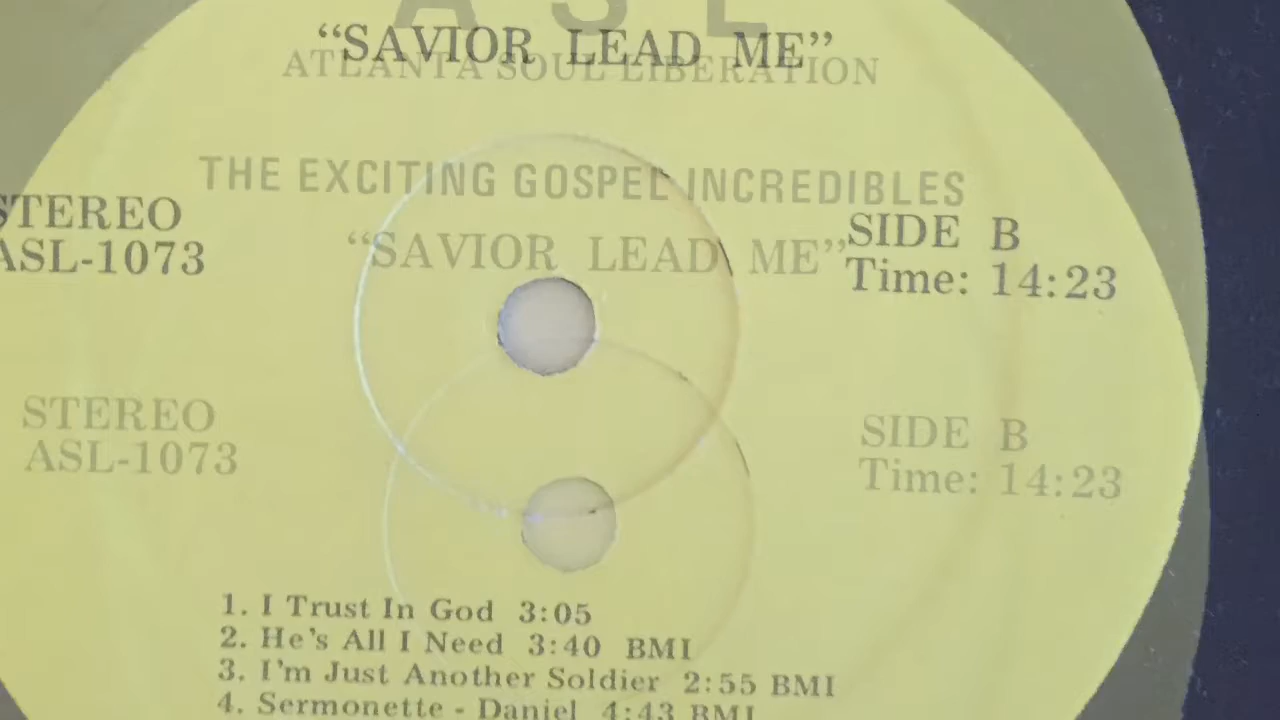 ASL
"SAVIOR LEAD ME"
ATLANTA SOUL LIBERATION
THE EXCITING GOSPEL INCREDIBLES
STEREO
ASL-1073
SIDE B
Time: 14:23
"SAVIOR LEAD ME"
STEREO
ASL-1073
SIDE B
Time: 14:23
1. I Trust In God 3:05
2. He's All I Need 3:40 BMI
3. I'm Just Another Soldier 2:55 BMI
4. Sermonette - Daniel 4:43 BMI